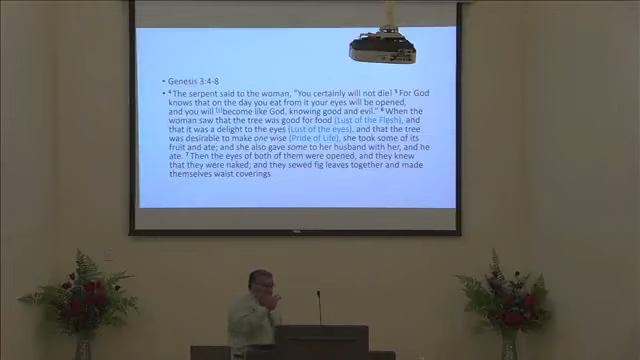 • Genesis 3:4-8
• ⁴ The serpent said to the woman, "You certainly will not die! ⁵ For God
knows that on the day you eat from it your eyes will be opened,
and you will [c]become like God, knowing good and evil." ⁶ When the
woman saw that the tree was good for food (Lust of the Flesh), and
that it was a delight to the eyes (Lust of the eyes), and that the tree
was desirable to make one wise (Pride of Life), she took some of its
fruit and ate; and she also gave some to her husband with her, and he
ate. ⁷ Then the eyes of both of them were opened, and they knew
that they were naked; and they sewed fig leaves together and made
themselves waist coverings.